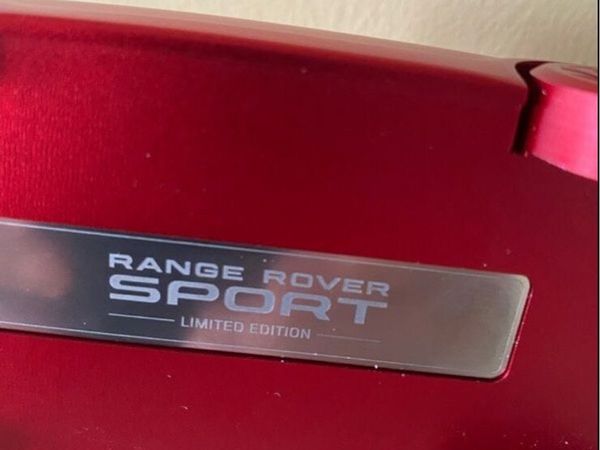 RANGE ROVER
SPORT
LIMITED EDITION